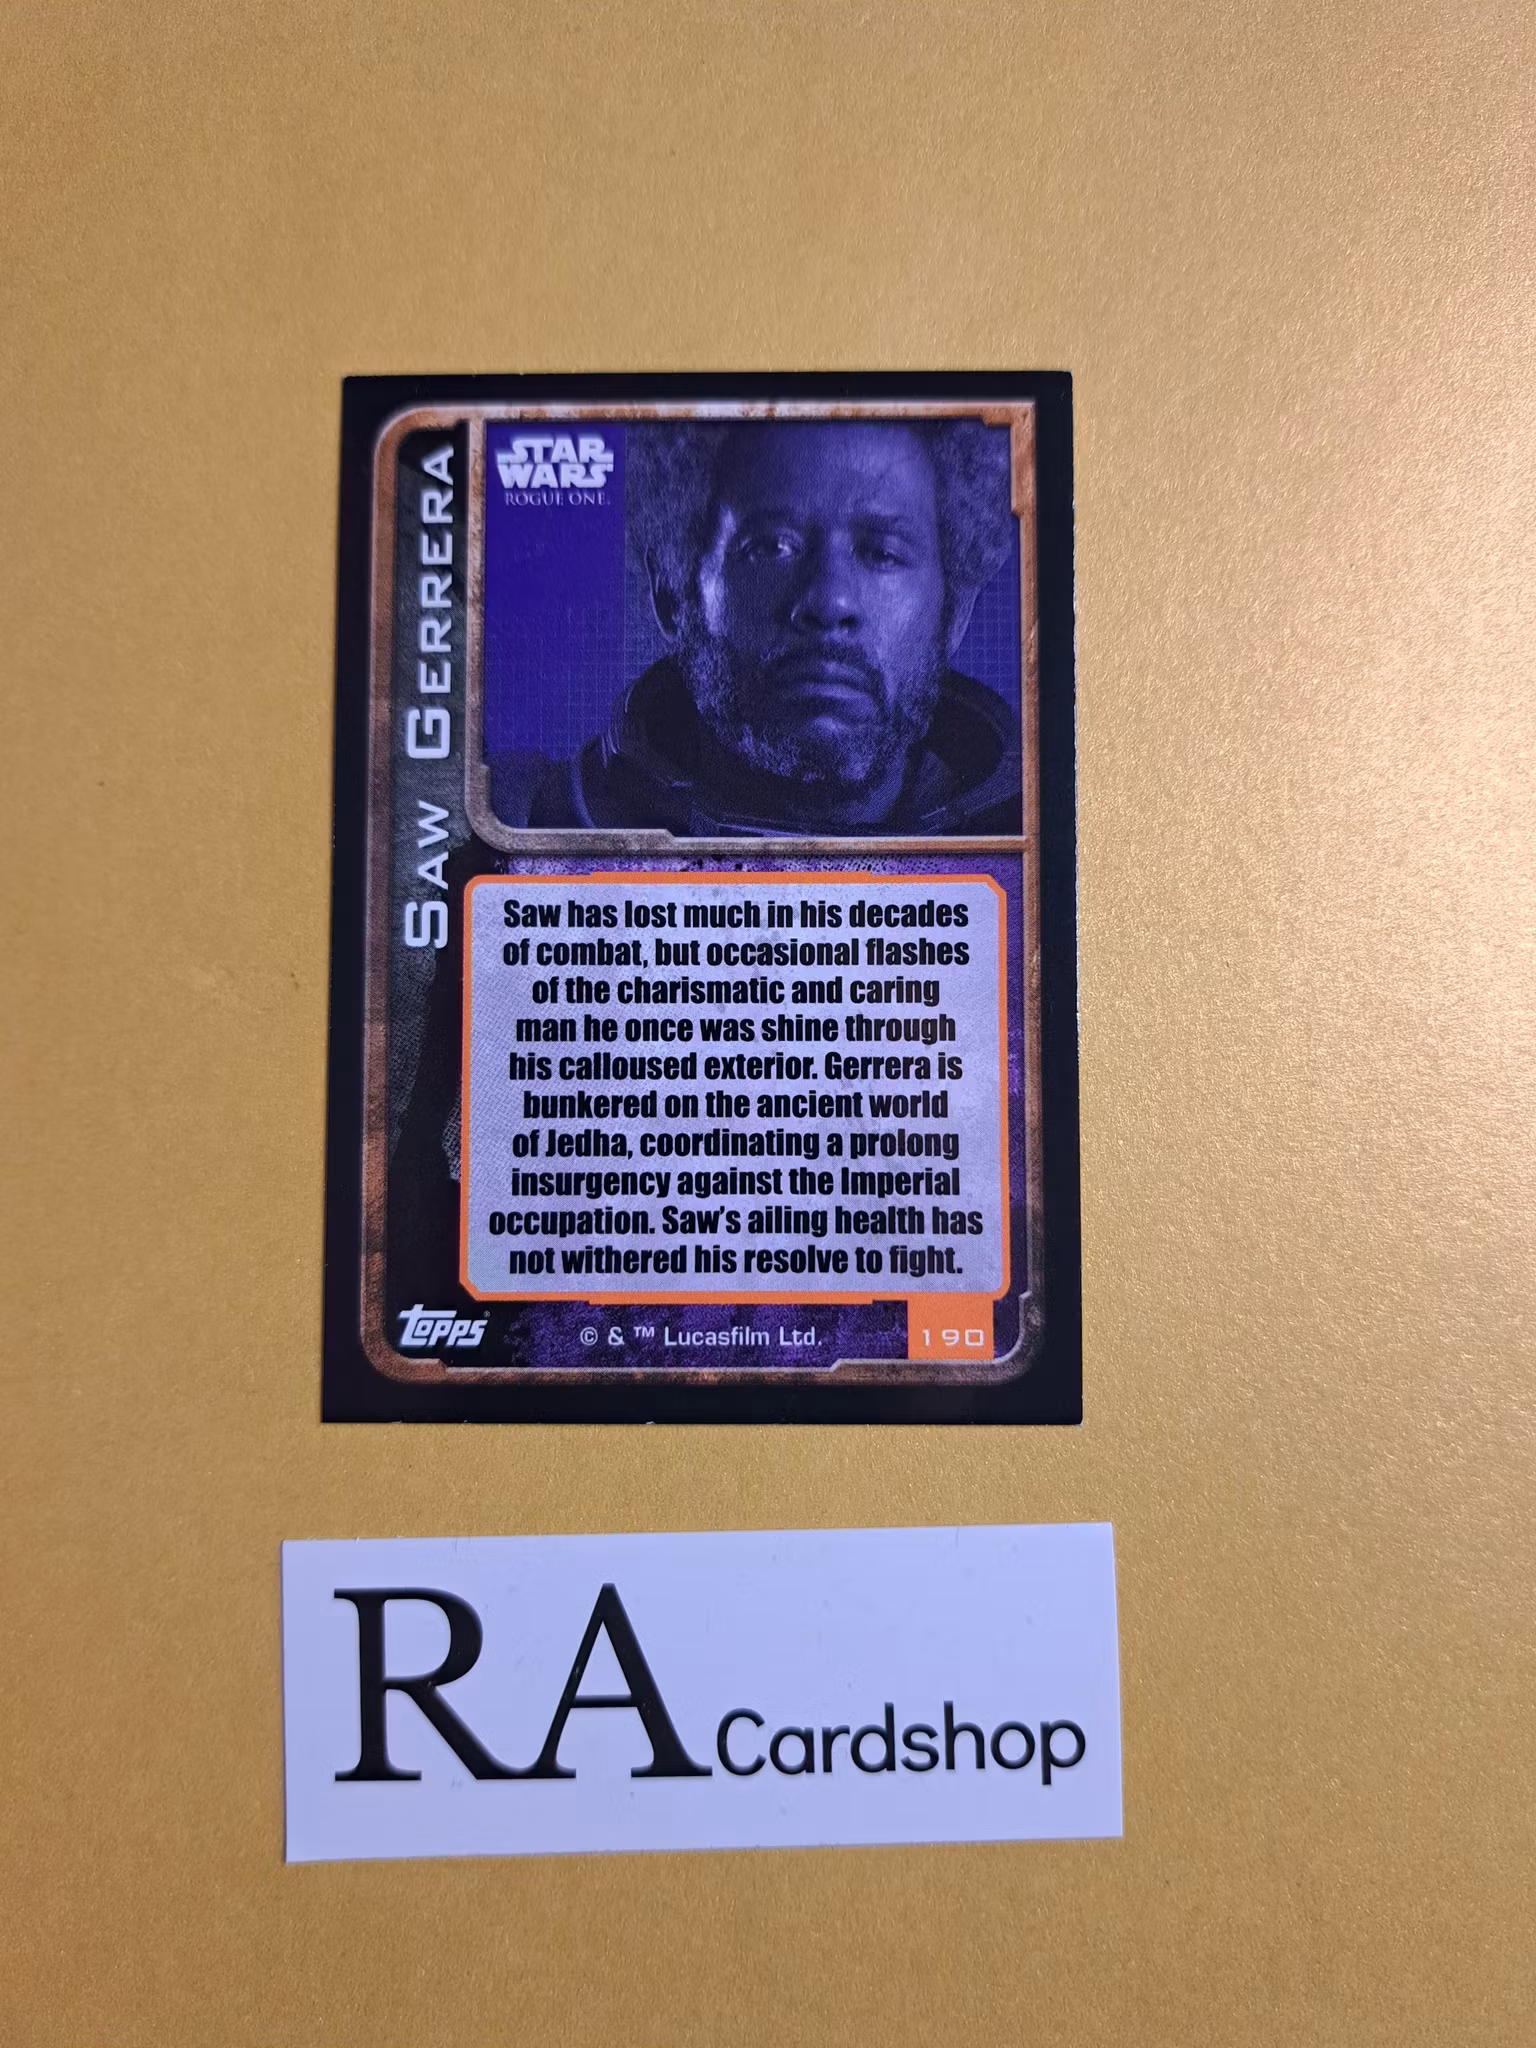 STAR
WARS
ROGUE ONE.
SAW GERRERA
Saw has lost much in his decades
of combat, but occasional flashes
of the charismatic and caring
man he once was shine through
his calloused exterior. Gerrera is
bunkered on the ancient world
of Jedha, coordinating a prolong
insurgency against the Imperial
occupation. Saw's ailing health has
not withered his resolve to fight.
topps®
© & ™ Lucasfilm Ltd.
190
RA Cardshop